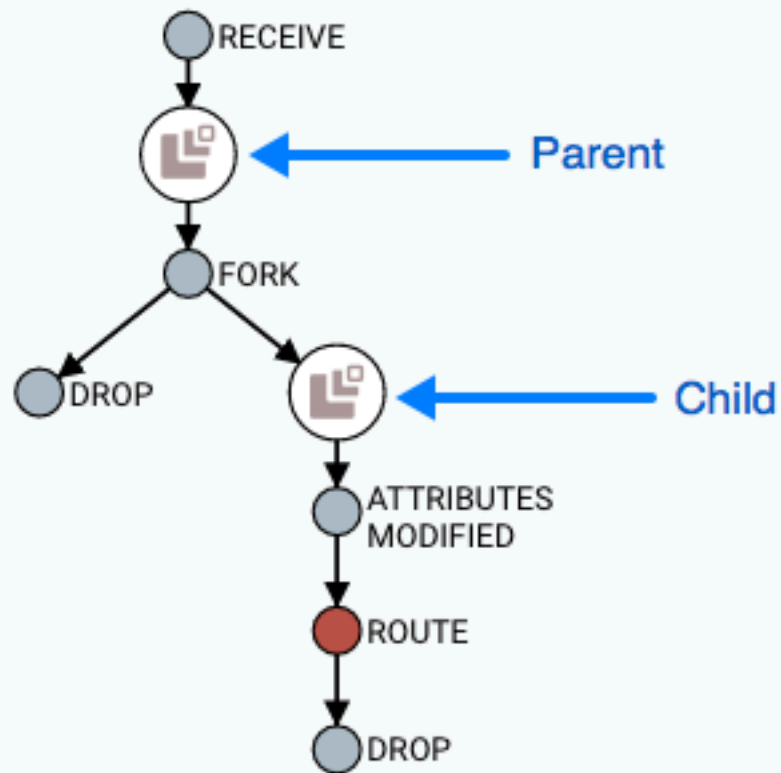 RECEIVE
Parent
FORK
DROP
Child
ATTRIBUTES
MODIFIED
ROUTE
DROP